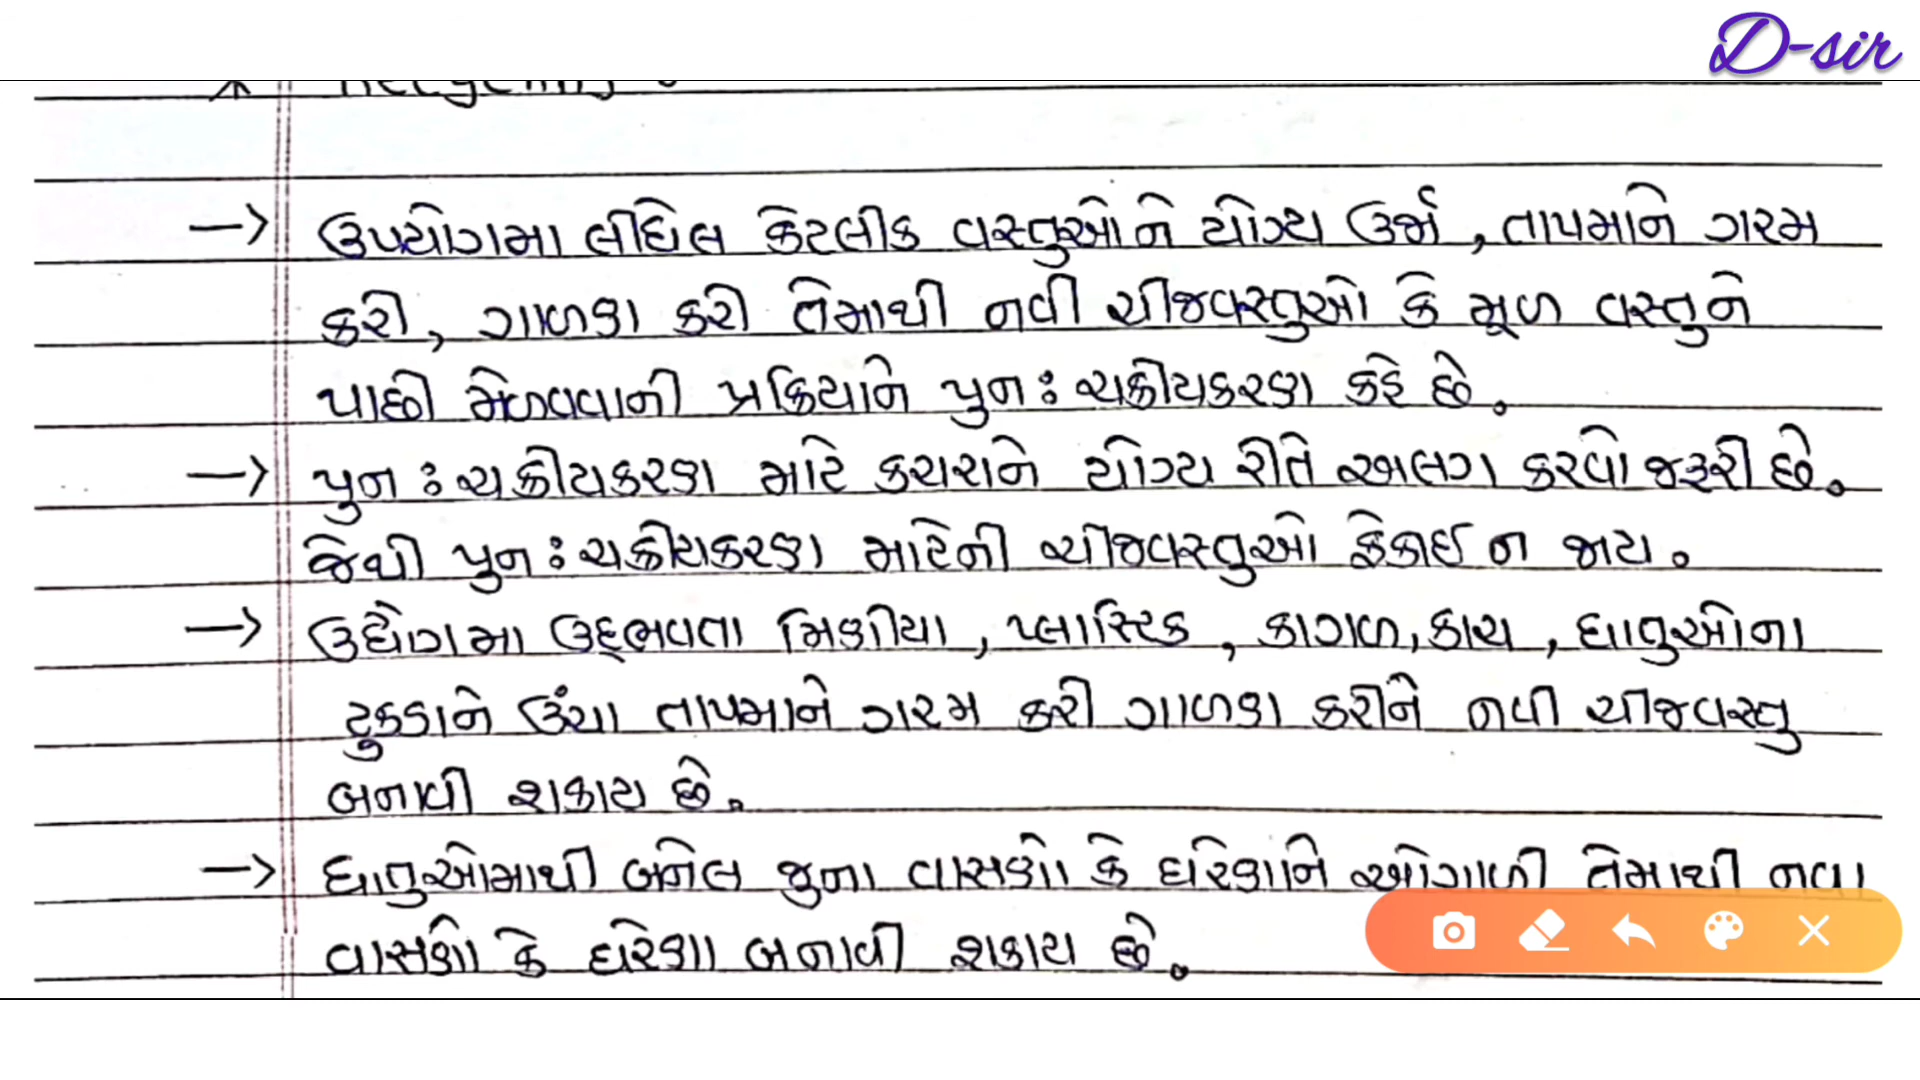 D-sir
* Recycling :
→ ઉપયોગમા લીધેલ કેટલીક વસ્તુઓને યોગ્ય ઉર્જા, તાપમાને ગરમ
કરી, ગાળણ કરી તેમાથી નવી ચીજવસ્તુઓ કે મૂળ વસ્તુને
પાછી મેળવવાની પ્રક્રિયાને પુનઃચક્રીયકરણ કહે છે.
→ પુનઃચક્રીયકરણ માટે કચરાને યોગ્ય રીતે અલગ કરવો જરૂરી છે.
જેથી પુનઃચક્રીયકરણ માટેની ચીજવસ્તુઓ ફેકાઈ ન જાય.
→ ઉદ્યોગમા ઉદ્દભવતા મિણીયા, પ્લાસ્ટિક, કાગળ, કાચ, ધાતુઓના
ટુકડાને ઉંચા તાપમાને ગરમ કરી ગાળણ કરીને નવી ચીજવસ્તુ
બનાવી શકાય છે.
→ ધાતુઓમાથી બનેલ જુના વાસણો કે ઘરેણાને ઓગાળી તેમાથી નવા
વાસણો કે ઘરેણા બનાવી શકાય છે.